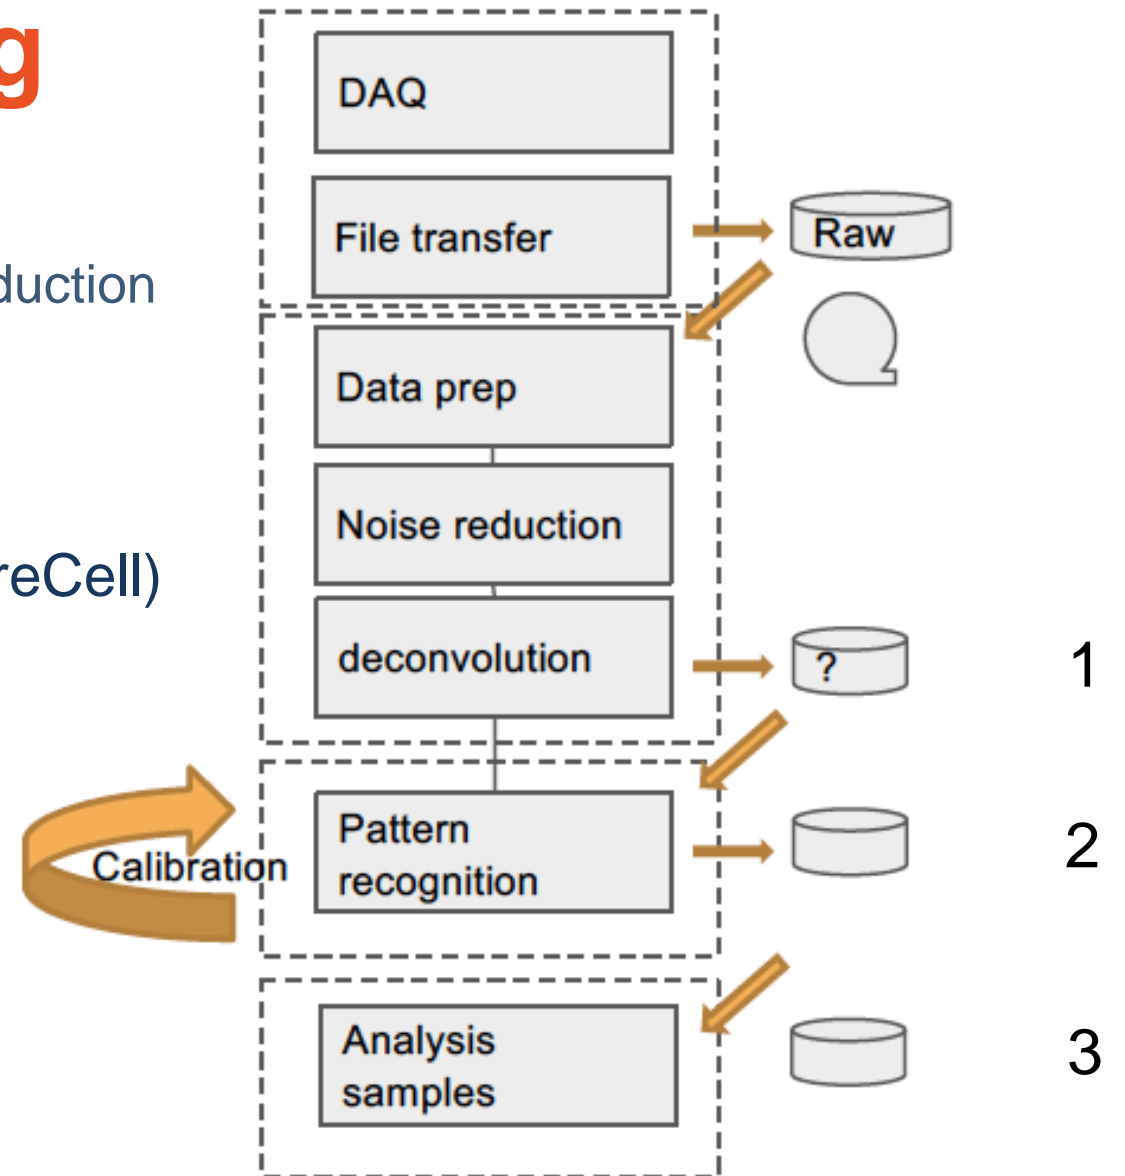 g
DAQ
File transfer
Raw
duction
Data prep
Noise reduction
reCell)
deconvolution
?
1
Pattern
recognition
Calibration
2
Analysis
samples
3